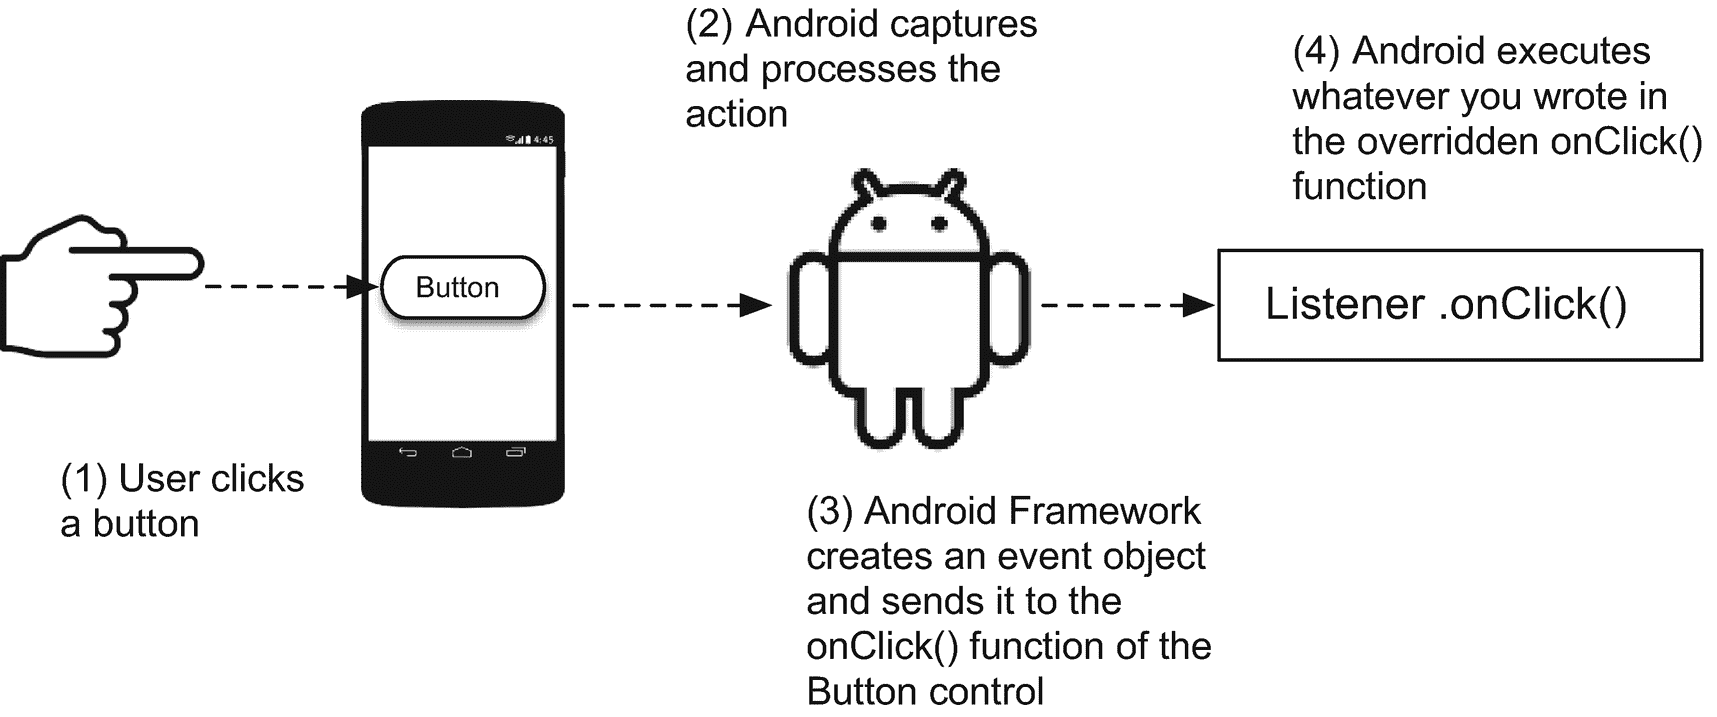 (1) User clicks
a button
4:45
Button
(2) Android captures
and processes the
action
(3) Android Framework
creates an event object
and sends it to the
onClick() function of the
Button control
(4) Android executes
whatever you wrote in
the overridden onClick()
function
Listener .onClick()